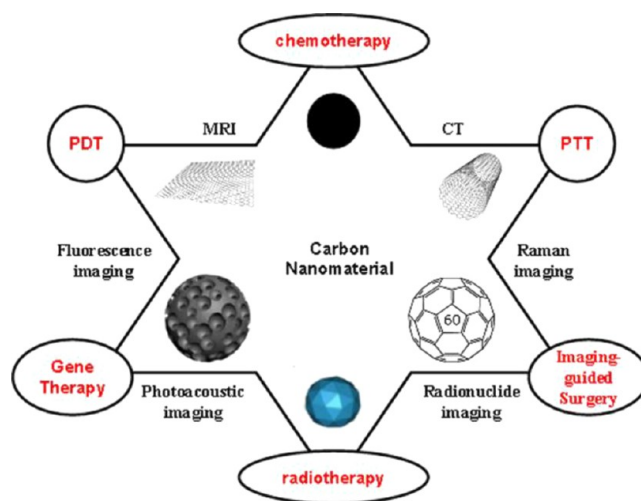 chemotherapy
MRI
CT
PDT
PTT
Fluorescence
imaging
Carbon
Nanomaterial
Raman
imaging
60
Gene
Therapy
Photoacoustic
imaging
Radionuclide
imaging
Imaging-
guided
Surgery
radiotherapy